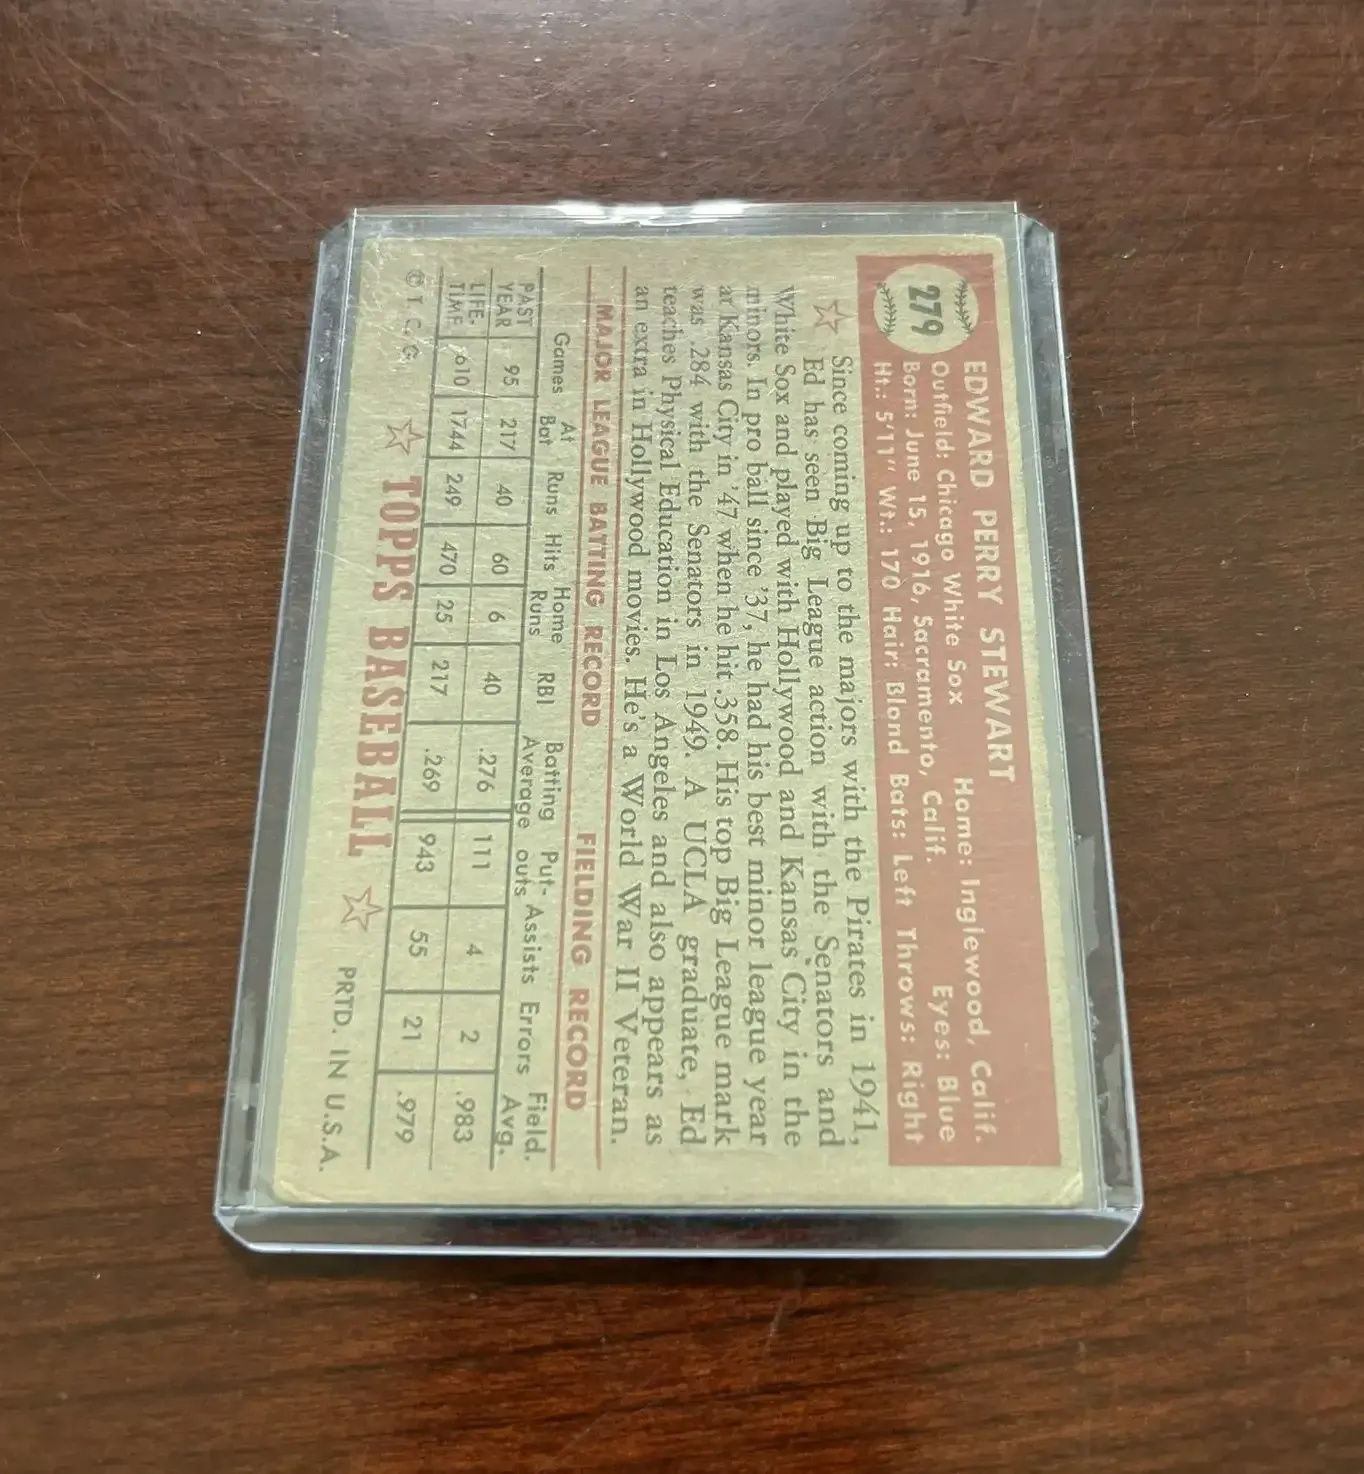 279
EDWARD PERRY STEWART
Outfield: Chicago White Sox Home: Inglewood, Calif.
Born: June 15, 1916, Sacramento, Calif. Eyes: Blue
Ht.: 5'11" Wt.: 170 Hair: Blond Bats: Left Throws: Right
Since coming up to the majors with the Pirates in 1941,
Ed has seen Big League action with the Senators and
White Sox and played with Hollywood and Kansas City in the
minors. In pro ball since '37, he had his best minor league year
at Kansas City in '47 when he hit .358. His top Big League mark
was .284 with the Senators in 1949. A UCLA graduate, Ed
teaches Physical Education in Los Angeles and also appears as
an extra in Hollywood movies. He's a World War II Veteran.
MAJOR LEAGUE BATTING RECORD FIELDING RECORD
Games At Bat Runs Hits Home Runs RBI Batting Average Put-outs Assists Errors Field. Avg.
PAST YEAR 95 217 40 60 6 40 .276 111 4 2 .983
LIFE-TIME 610 1744 249 470 25 217 .269 943 55 21 .979
© T. C. G. TOPPS BASEBALL PRTD. IN U.S.A.